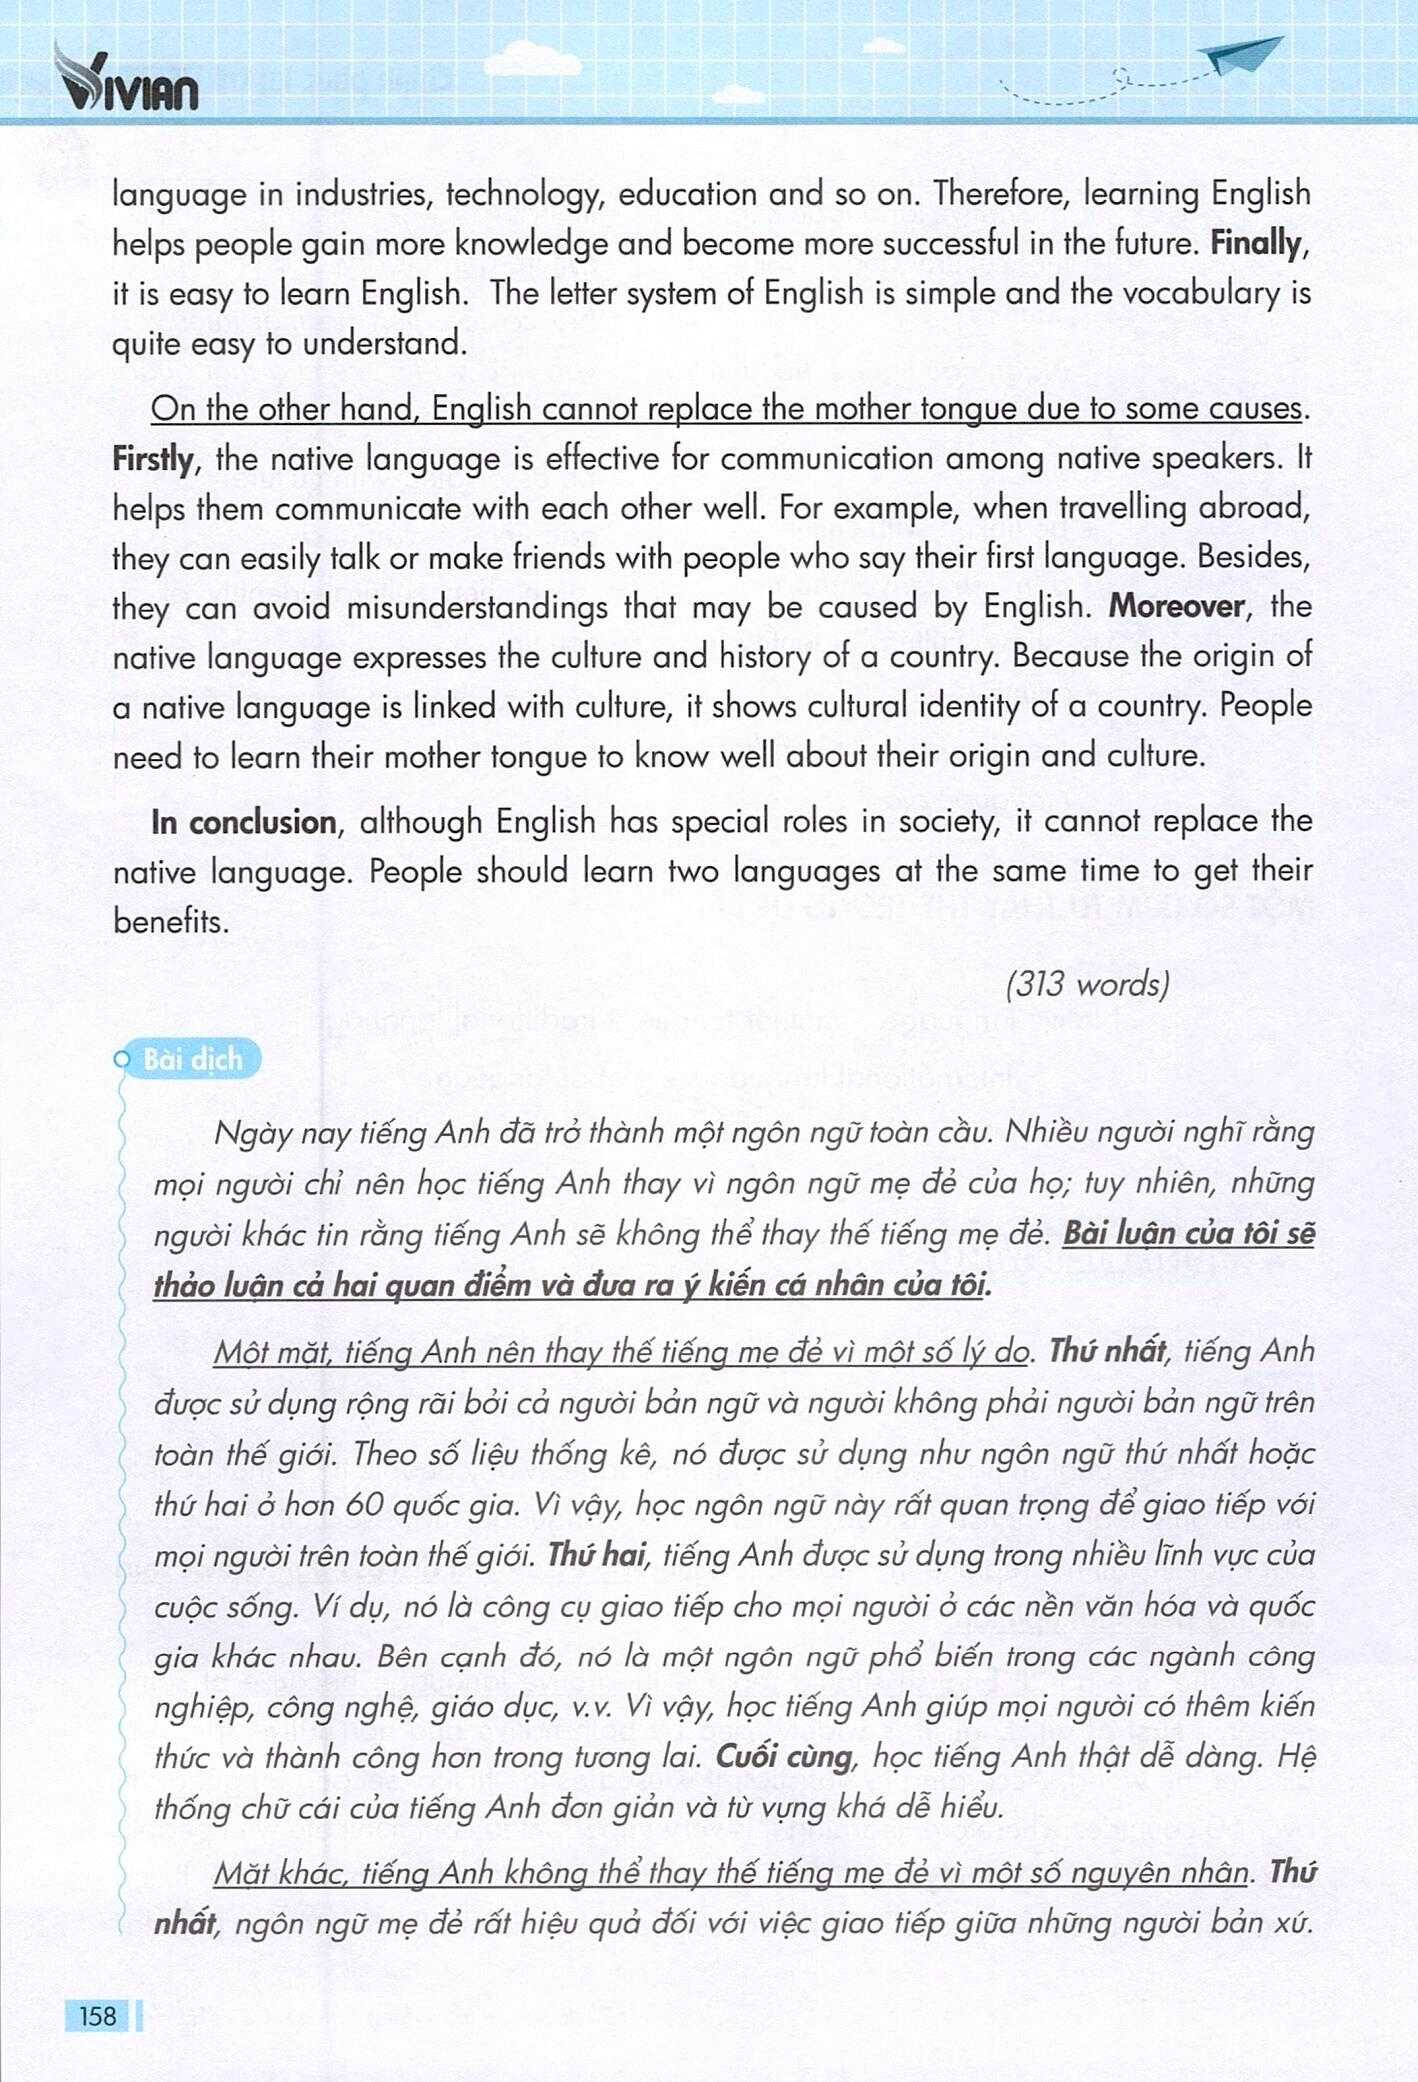 VIVIAN
language in industries, technology, education and so on. Therefore, learning English
helps people gain more knowledge and become more successful in the future. Finally,
it is easy to learn English. The letter system of English is simple and the vocabulary is
quite easy to understand.
On the other hand, English cannot replace the mother tongue due to some causes.
Firstly, the native language is effective for communication among native speakers. It
helps them communicate with each other well. For example, when travelling abroad,
they can easily talk or make friends with people who say their first language. Besides,
they can avoid misunderstandings that may be caused by English. Moreover, the
native language expresses the culture and history of a country. Because the origin of
a native language is linked with culture, it shows cultural identity of a country. People
need to learn their mother tongue to know well about their origin and culture.
In conclusion, although English has special roles in society, it cannot replace the
native language. People should learn two languages at the same time to get their
benefits.
(313 words)
Bài dịch
Ngày nay tiếng Anh đã trở thành một ngôn ngữ toàn cầu. Nhiều người nghĩ rằng
mọi người chỉ nên học tiếng Anh thay vì ngôn ngữ mẹ đẻ của họ; tuy nhiên, những
người khác tin rằng tiếng Anh sẽ không thể thay thế tiếng mẹ đẻ. Bài luận của tôi sẽ
thảo luận cả hai quan điểm và đưa ra ý kiến cá nhân của tôi.
Một mặt, tiếng Anh nên thay thế tiếng mẹ đẻ vì một số lý do. Thứ nhất, tiếng Anh
được sử dụng rộng rãi bởi cả người bản ngữ và người không phải người bản ngữ trên
toàn thế giới. Theo số liệu thống kê, nó được sử dụng như ngôn ngữ thứ nhất hoặc
thứ hai ở hơn 60 quốc gia. Vì vậy, học ngôn ngữ này rất quan trọng để giao tiếp với
mọi người trên toàn thế giới. Thứ hai, tiếng Anh được sử dụng trong nhiều lĩnh vực của
cuộc sống. Ví dụ, nó là công cụ giao tiếp cho mọi người ở các nền văn hóa và quốc
gia khác nhau. Bên cạnh đó, nó là một ngôn ngữ phổ biến trong các ngành công
nghiệp, công nghệ, giáo dục, v.v. Vì vậy, học tiếng Anh giúp mọi người có thêm kiến
thức và thành công hơn trong tương lai. Cuối cùng, học tiếng Anh thật dễ dàng. Hệ
thống chữ cái của tiếng Anh đơn giản và từ vựng khá dễ hiểu.
Mặt khác, tiếng Anh không thể thay thế tiếng mẹ đẻ vì một số nguyên nhân. Thứ
nhất, ngôn ngữ mẹ đẻ rất hiệu quả đối với việc giao tiếp giữa những người bản xứ.
158